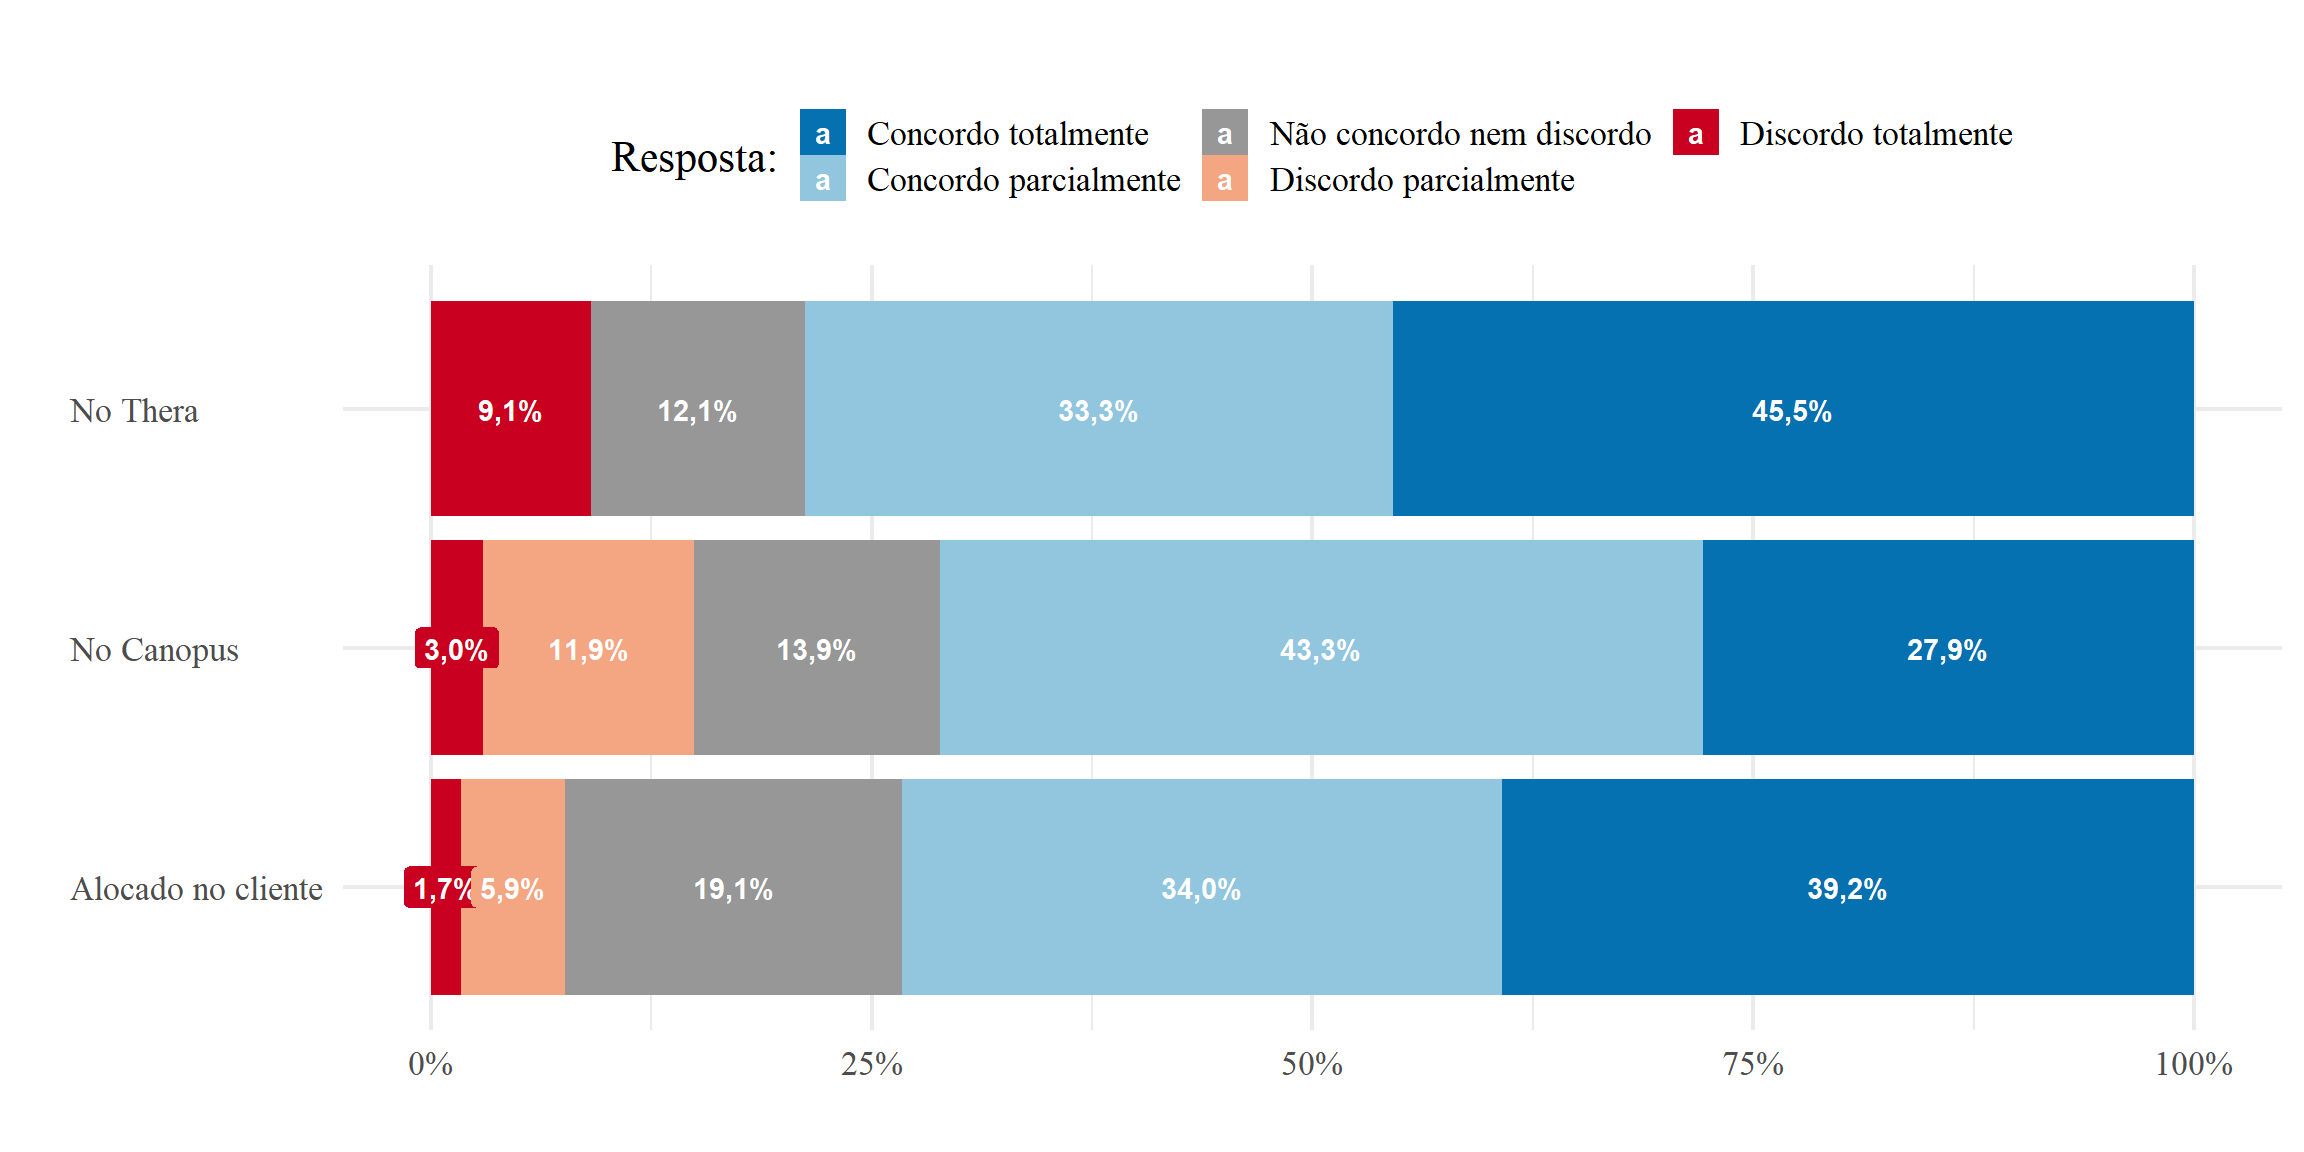 Resposta:
a Concordo totalmente
a Não concordo nem discordo
a Discordo totalmente
a Concordo parcialmente
a Discordo parcialmente
No Thera
9,1% 12,1% 33,3% 45,5%
No Canopus
3,0% 11,9% 13,9% 43,3% 27,9%
Alocado no cliente
1,7% 5,9% 19,1% 34,0% 39,2%
0% 25% 50% 75% 100%